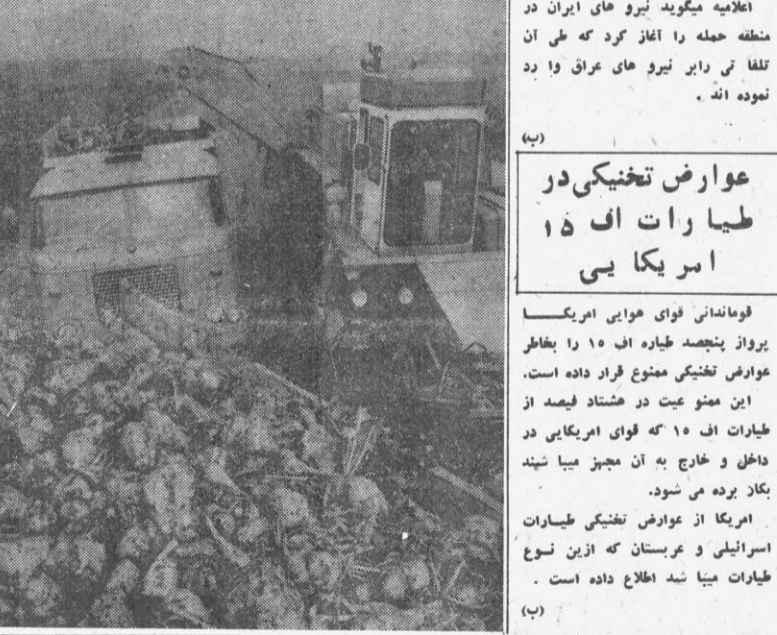 اعلامیه میگوید نیرو های ایران در
منطقه حمله را آغاز کرد که طی آن
تلفا تی رابر نیرو های عراق وا رد
نموده اند .
(ب)
عوارض تخنیکی در
طیا رات اف ۱۵
امر یکا یی
قوماندانی قوای هوایی امریکا
پرواز پنجصد طیاره اف ۱۵ را بخاطر
عوارض تخنیکی ممنوع قرار داده است.
این ممنو عیت در هشتاد فیصد از
طیارات اف ۱۵ که قوای امریکایی در
داخل و خارج به آن مجهز میبا شند
بکار برده می شود.
امریکا از عوارض تخنیکی طیارات
اسرائیلی و عربستان که ازین نوع
طیارات میبا شد اطلاع داده است .
(ب)